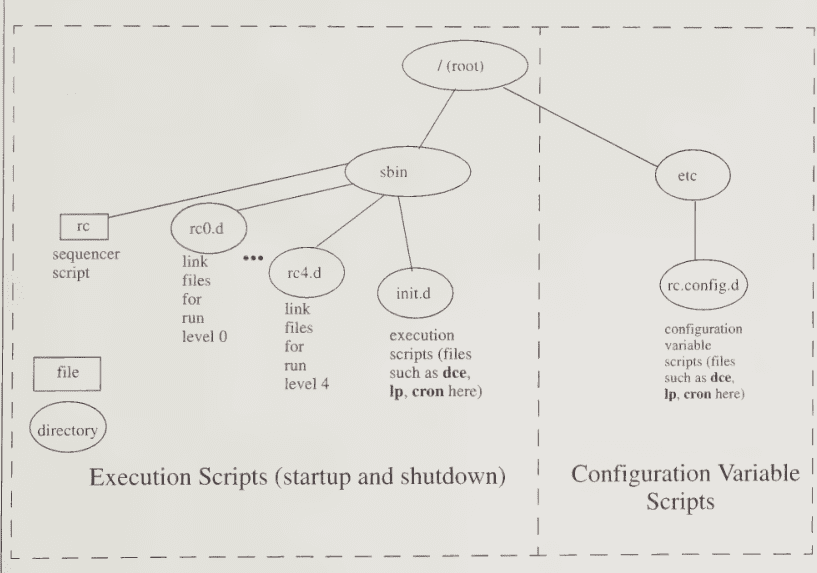 / (root)
sbin
etc
rc
sequencer
script
rc0.d
link
files
for
run
level 0
•••
rc4.d
link
files
for
run
level 4
init.d
execution
scripts (files
such as dce,
lp, cron here)
rc.config.d
configuration
variable
scripts (files
such as dce,
lp, cron here)
file
directory
Execution Scripts (startup and shutdown)
Configuration Variable
Scripts